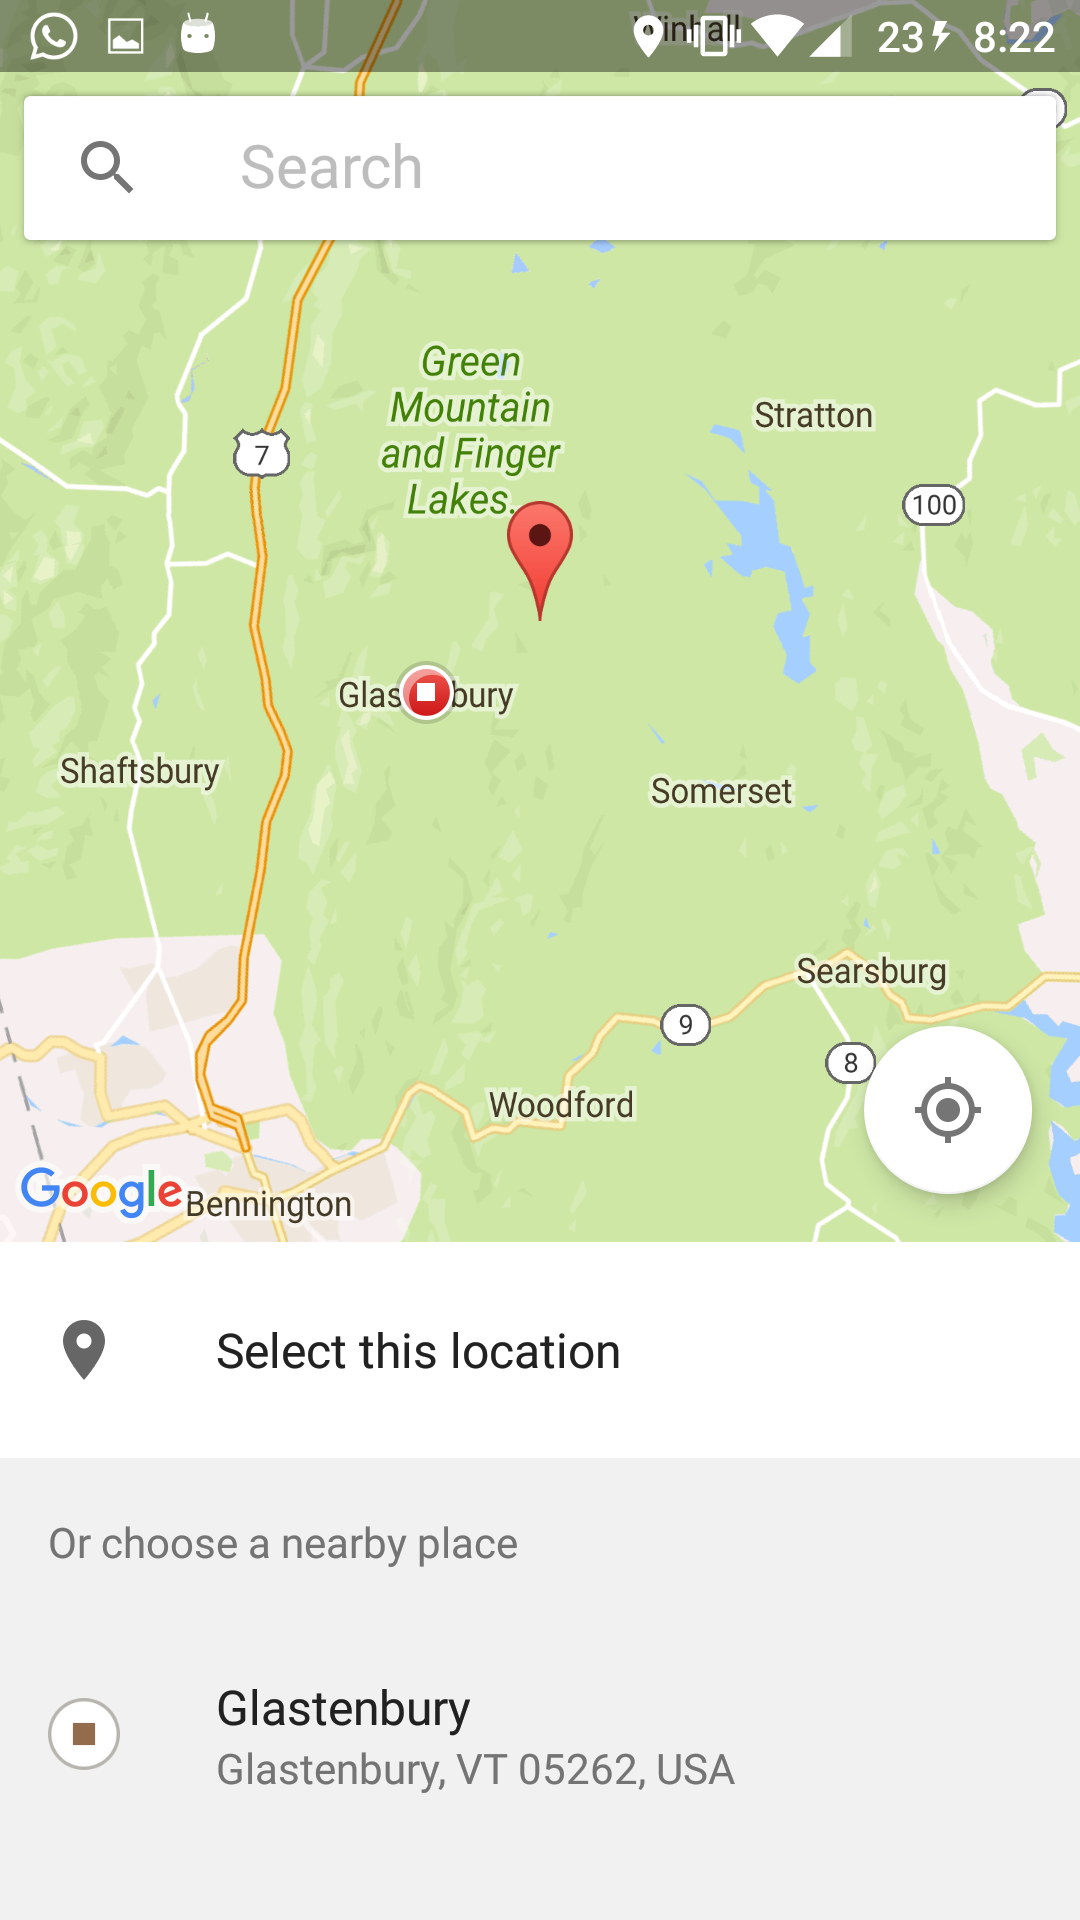 Winhall
23 8:22
Search
Green
Mountain
and Finger
Lakes.
Stratton
7
100
Shaftsbury
Somerset
Searsburg
9
8
Woodford
Google
Bennington
Select this location
Or choose a nearby place
Glastenbury
Glastenbury, VT 05262, USA